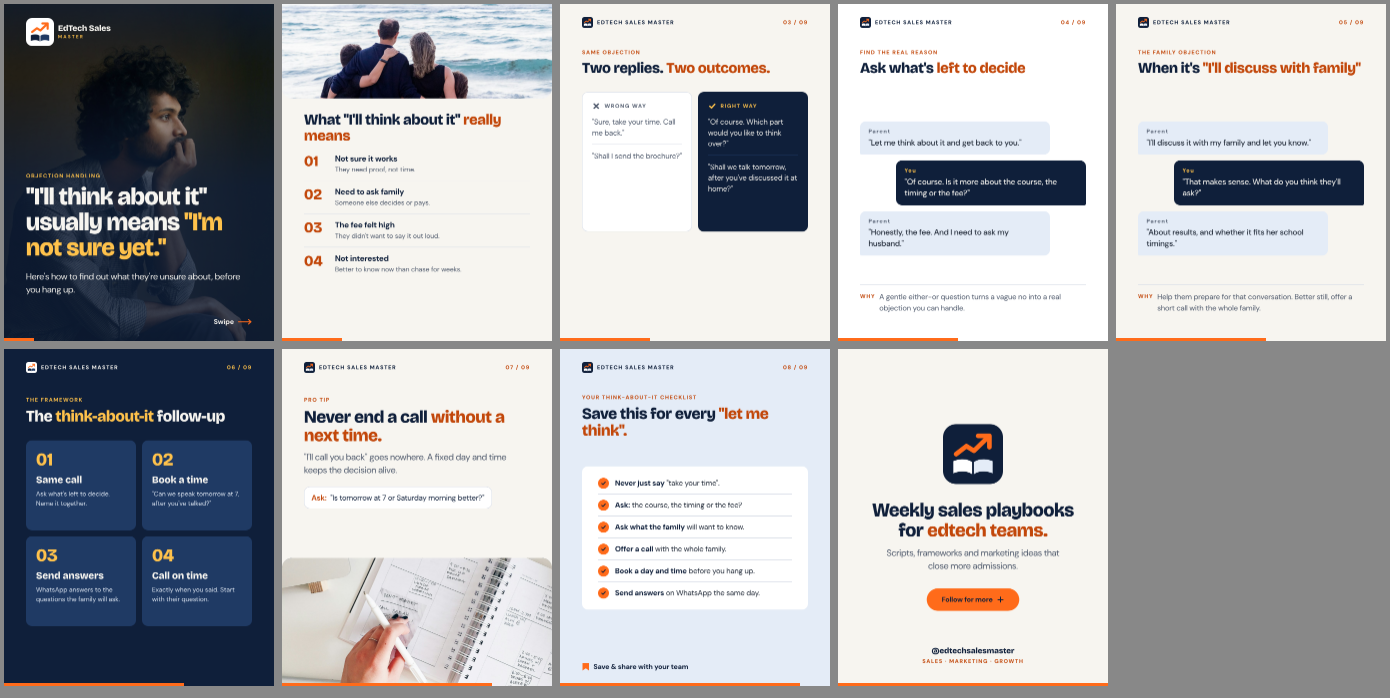 EdTech Sales
MASTER
OBJECTION HANDLING
"I'll think about it"
usually means "I'm
not sure yet."
Here's how to find out what they're unsure about, before
you hang up.
Swipe
What "I'll think about it" really
means
01
Not sure it works
They need proof, not time.
02
Need to ask family
Someone else decides or pays.
03
The fee felt high
They didn't want to say it out loud.
04
Not interested
Better to know now than chase for weeks.
EDTECH SALES MASTER
03 / 09
SAME OBJECTION
Two replies. Two outcomes.
WRONG WAY
"Sure, take your time. Call
me back."
"Shall I send the brochure?"
RIGHT WAY
"Of course. Which part
would you like to think
over?"
"Shall we talk tomorrow,
after you've discussed it at
home?"
EDTECH SALES MASTER
04 / 09
FIND THE REAL REASON
Ask what's left to decide
Parent
"Let me think about it and get back to you."
You
"Of course. Is it more about the course, the
timing or the fee?"
Parent
"Honestly, the fee. And I need to ask my
husband."
WHY
A gentle either-or question turns a vague no into a real
objection you can handle.
EDTECH SALES MASTER
05 / 09
THE FAMILY OBJECTION
When it's "I'll discuss with family"
Parent
"I'll discuss it with my family and let you know."
You
"That makes sense. What do you think they'll
ask?"
Parent
"About results, and whether it fits her school
timings."
WHY
Help them prepare for that conversation. Better still, offer a
short call with the whole family.
EDTECH SALES MASTER
06 / 09
THE FRAMEWORK
The think-about-it follow-up
01
Same call
Ask what's left to decide.
Name it together.
02
Book a time
"Can we speak tomorrow at 7,
after you've talked?"
03
Send answers
WhatsApp answers to the
questions the family will ask.
04
Call on time
Exactly when you said. Start
with their question.
EDTECH SALES MASTER
07 / 09
PRO TIP
Never end a call without a
next time.
"I'll call you back" goes nowhere. A fixed day and time
keeps the decision alive.
Ask: "Is tomorrow at 7 or Saturday morning better?"
EDTECH SALES MASTER
08 / 09
YOUR THINK-ABOUT-IT CHECKLIST
Save this for every "let me
think".
Never just say "take your time".
Ask: the course, the timing or the fee?
Ask what the family will want to know.
Offer a call with the whole family.
Book a day and time before you hang up.
Send answers on WhatsApp the same day.
Save & share with your team
Weekly sales playbooks
for edtech teams.
Scripts, frameworks and marketing ideas that
close more admissions.
Follow for more +
@edtechsalesmaster
SALES · MARKETING · GROWTH